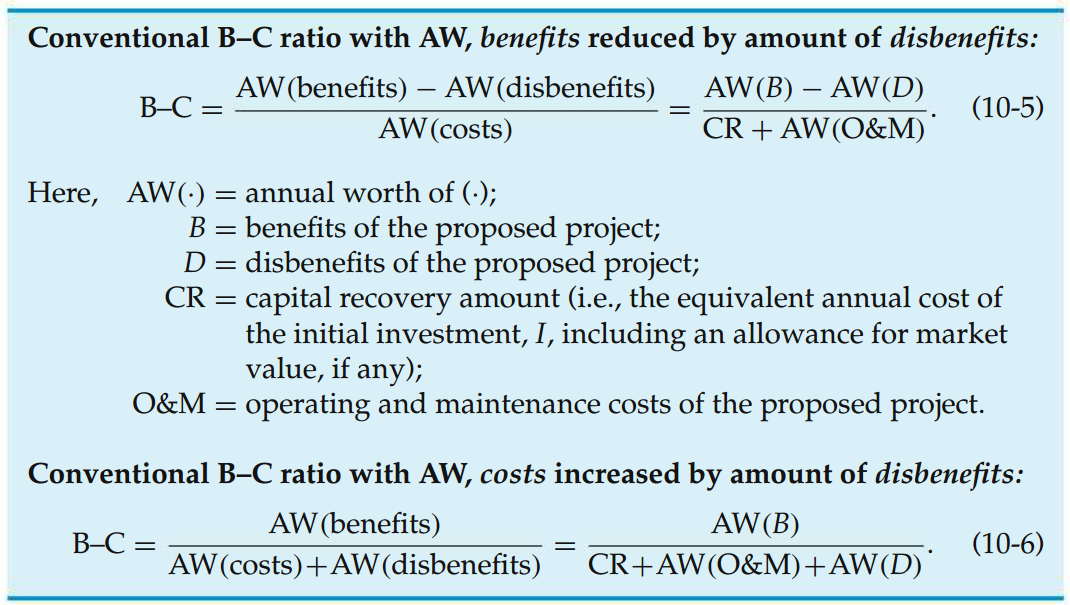 Conventional B–C ratio with AW, benefits reduced by amount of disbenefits:
B–C = AW(benefits) − AW(disbenefits) / AW(costs) = AW(B) − AW(D) / CR + AW(O&M) . (10-5)
Here, AW(·) = annual worth of (·);
B = benefits of the proposed project;
D = disbenefits of the proposed project;
CR = capital recovery amount (i.e., the equivalent annual cost of
the initial investment, I, including an allowance for market
value, if any);
O&M = operating and maintenance costs of the proposed project.
Conventional B–C ratio with AW, costs increased by amount of disbenefits:
B–C = AW(benefits) / AW(costs)+AW(disbenefits) = AW(B) / CR+AW(O&M)+AW(D) . (10-6)